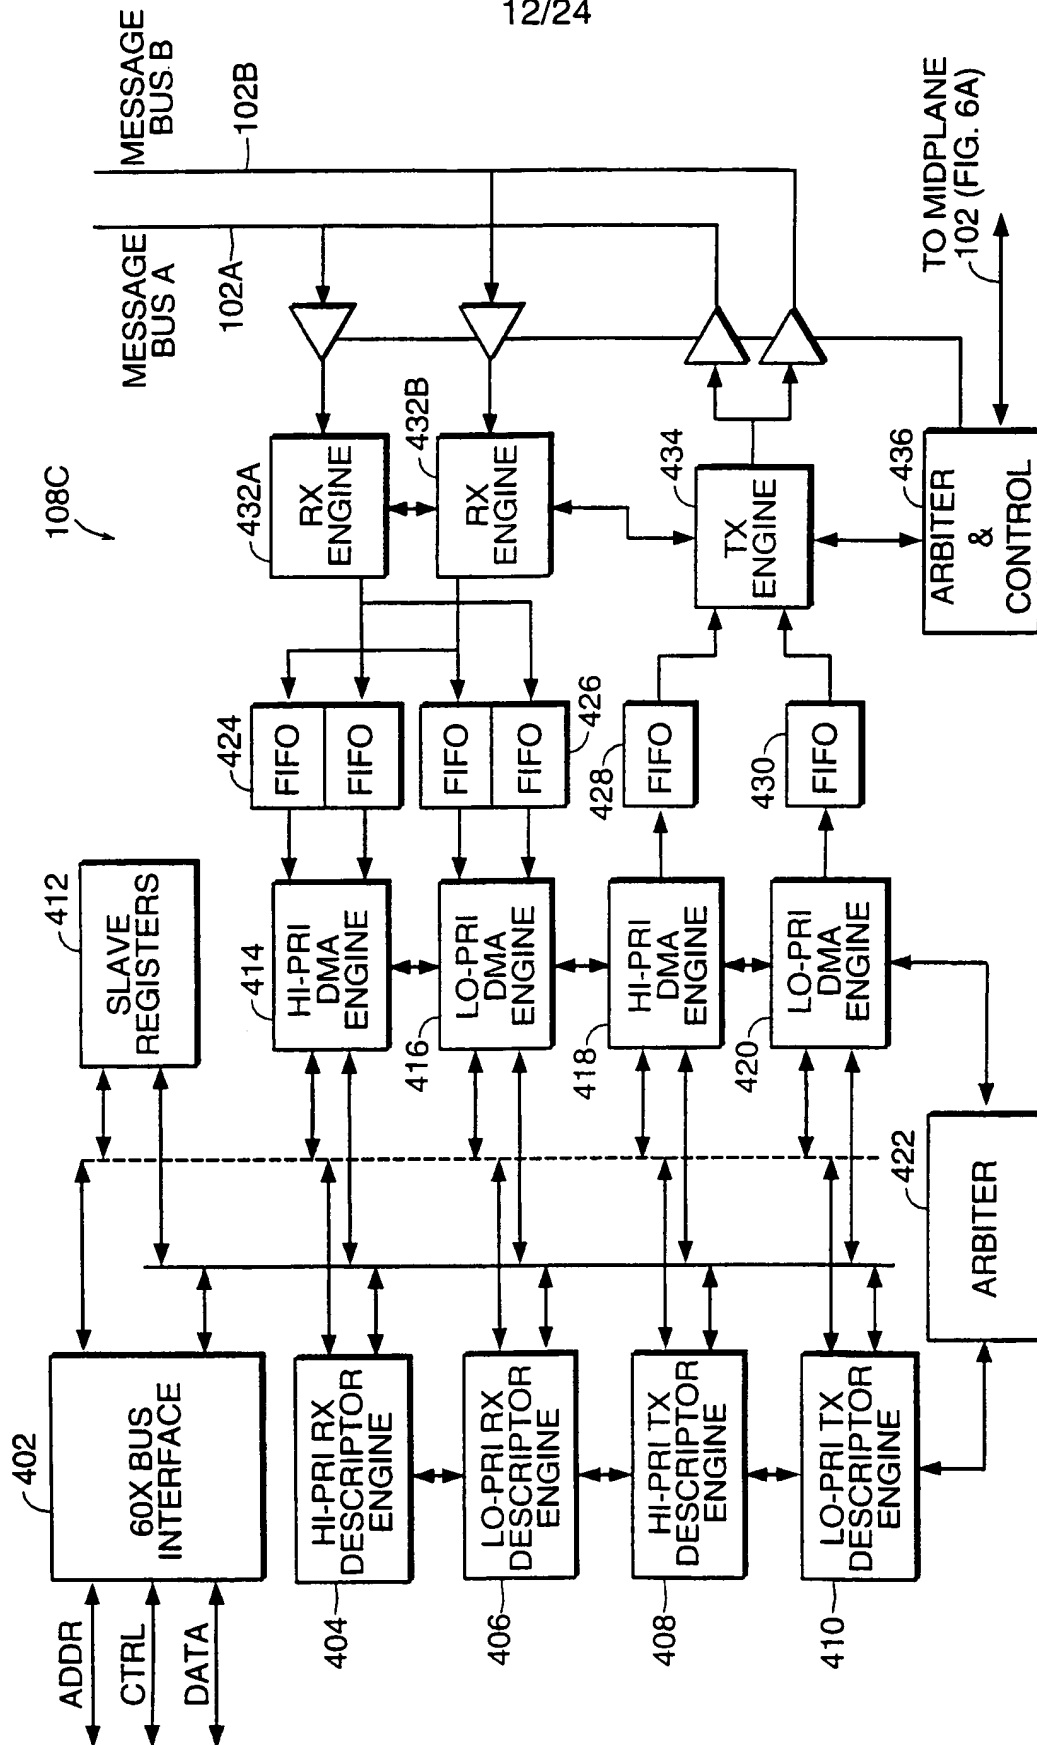 12/24
108C
MESSAGE
BUS B
102B
MESSAGE
BUS A
102A
TO MIDPLANE
102 (FIG. 6A)
432A
RX
ENGINE
432B
RX
ENGINE
434
TX
ENGINE
436
ARBITER
&
CONTROL
424
FIFO
FIFO
FIFO
FIFO
426
428
FIFO
430
FIFO
412
SLAVE
REGISTERS
414
HI-PRI
DMA
ENGINE
416
LO-PRI
DMA
ENGINE
418
HI-PRI
DMA
ENGINE
420
LO-PRI
DMA
ENGINE
422
ARBITER
402
60X BUS
INTERFACE
ADDR
CTRL
DATA
404
HI-PRI RX
DESCRIPTOR
ENGINE
406
LO-PRI RX
DESCRIPTOR
ENGINE
408
HI-PRI TX
DESCRIPTOR
ENGINE
410
LO-PRI TX
DESCRIPTOR
ENGINE